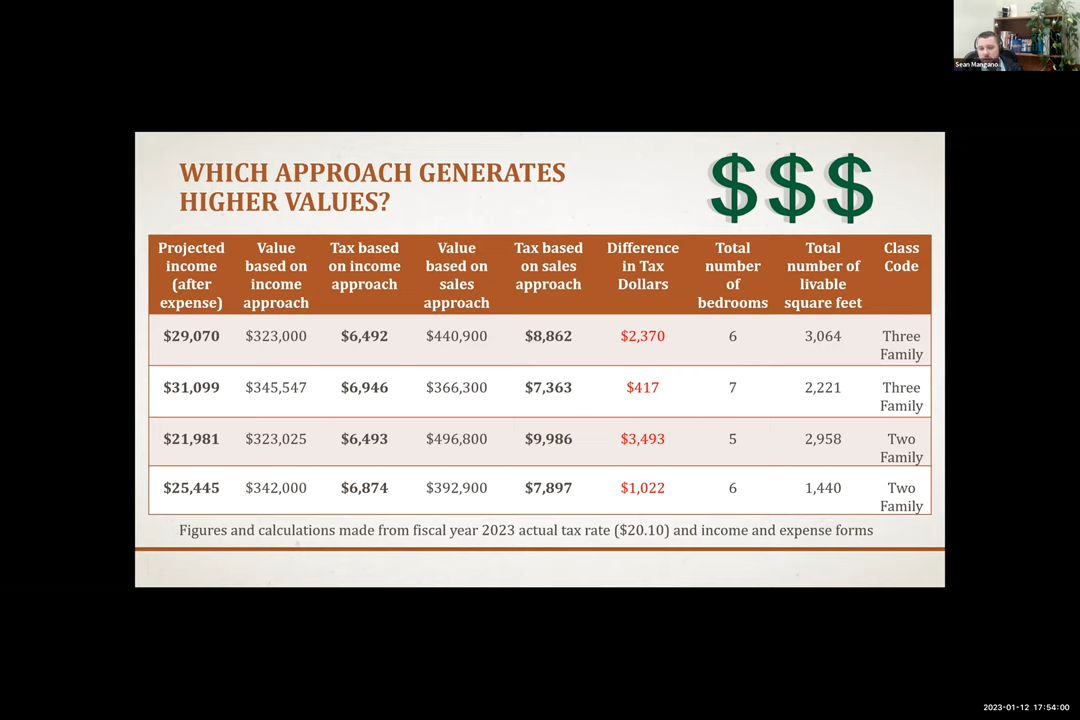 Sean Mangano
WHICH APPROACH GENERATES
HIGHER VALUES?
$$$
Projected income (after expense) Value based on income approach Tax based on income approach Value based on sales approach Tax based on sales approach Difference in Tax Dollars Total number of bedrooms Total number of livable square feet Class Code
$29,070 $323,000 $6,492 $440,900 $8,862 $2,370 6 3,064 Three Family
$31,099 $345,547 $6,946 $366,300 $7,363 $417 7 2,221 Three Family
$21,981 $323,025 $6,493 $496,800 $9,986 $3,493 5 2,958 Two Family
$25,445 $342,000 $6,874 $392,900 $7,897 $1,022 6 1,440 Two Family
Figures and calculations made from fiscal year 2023 actual tax rate ($20.10) and income and expense forms
2023-01-12 17:54:00